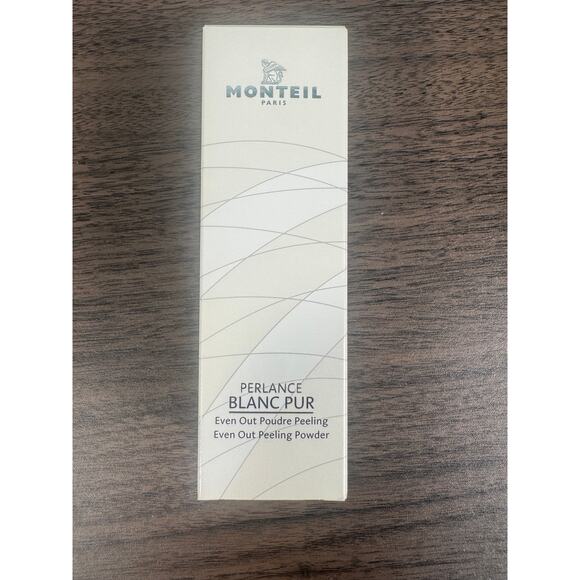 MONTEIL
PARIS
PERLANCE
BLANC PUR
Even Out Poudre Peeling
Even Out Peeling Powder